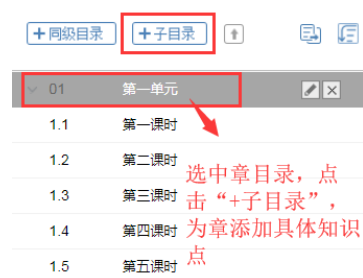 +同级目录 +子目录
01 第一单元
1.1 第一课时
1.2 第二课时
1.3 第三课时
1.4 第四课时
1.5 第五课时
选中章目录，点
击“+子目录”，
为章添加具体知识
点